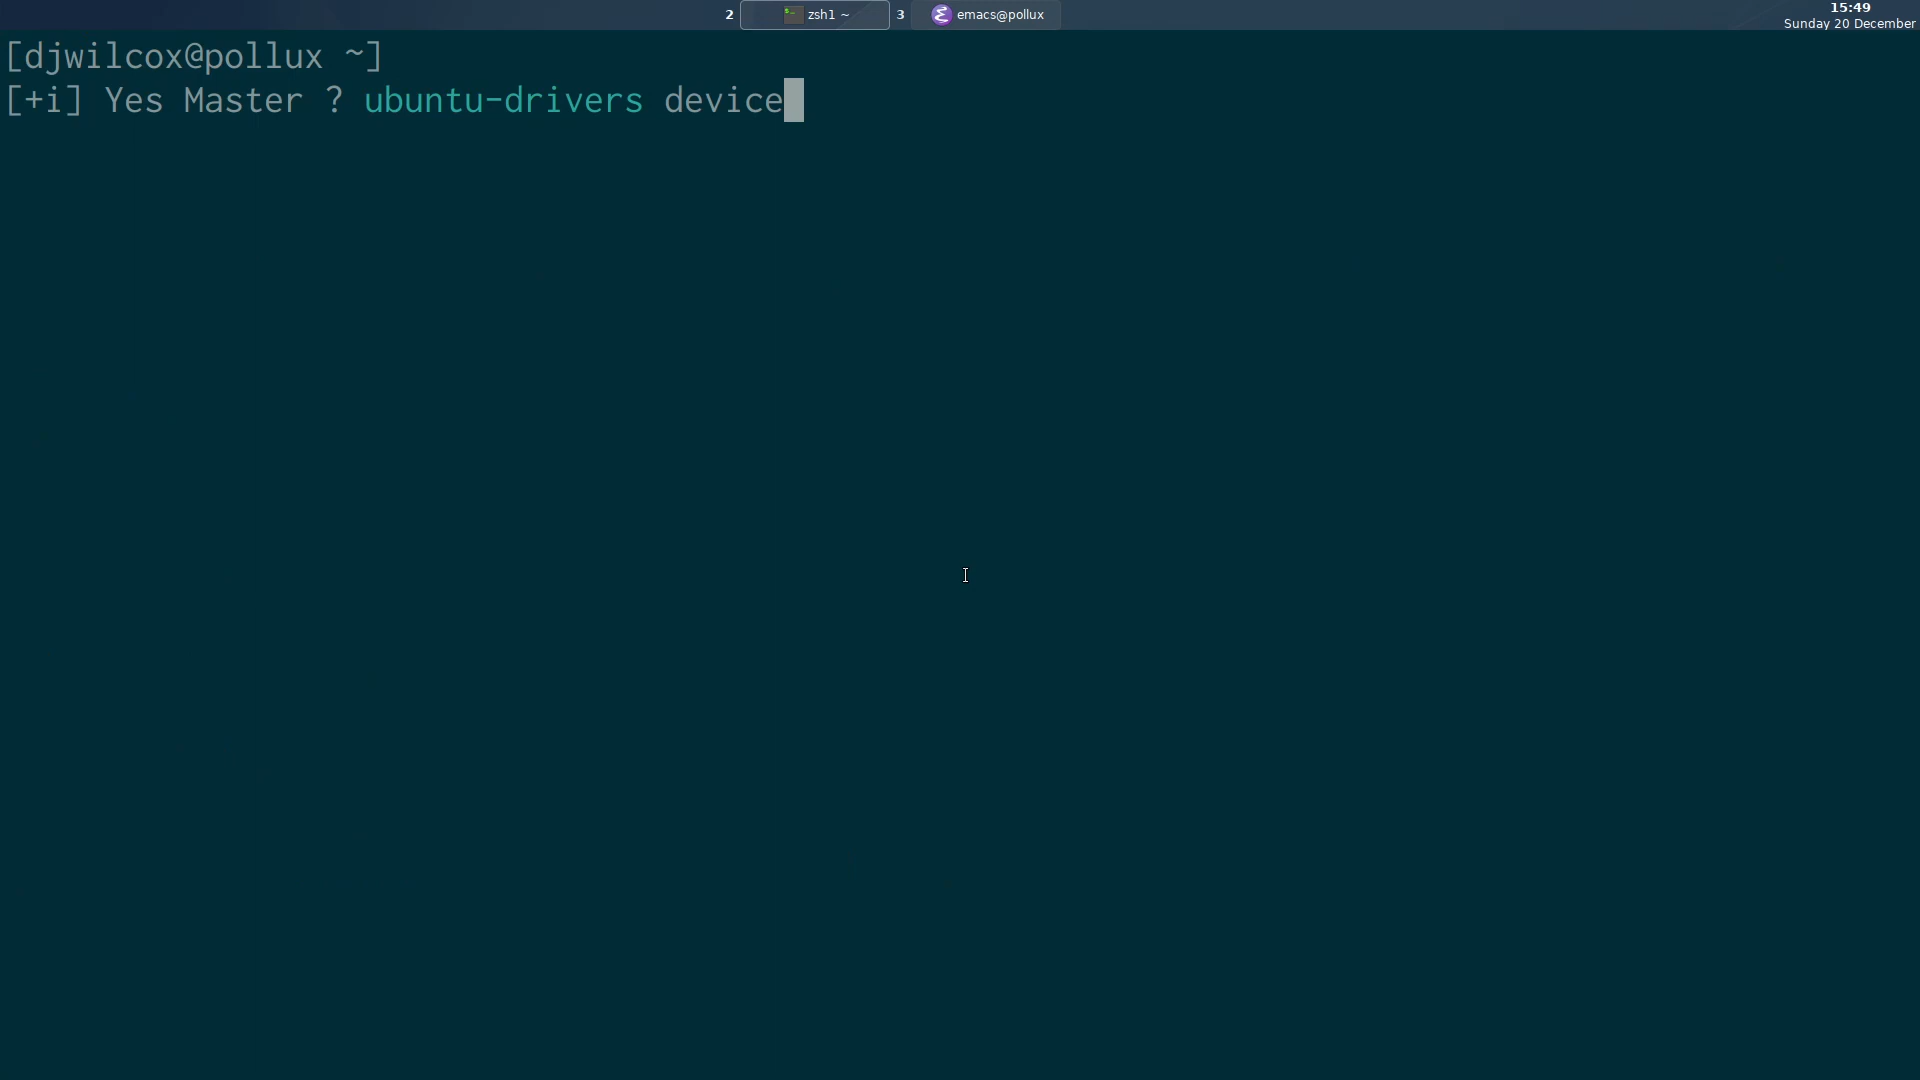 2 zsh1 ~ 3 emacs@pollux 15:49
Sunday 20 December
[djwilcox@pollux ~]
[+i] Yes Master ? ubuntu-drivers device